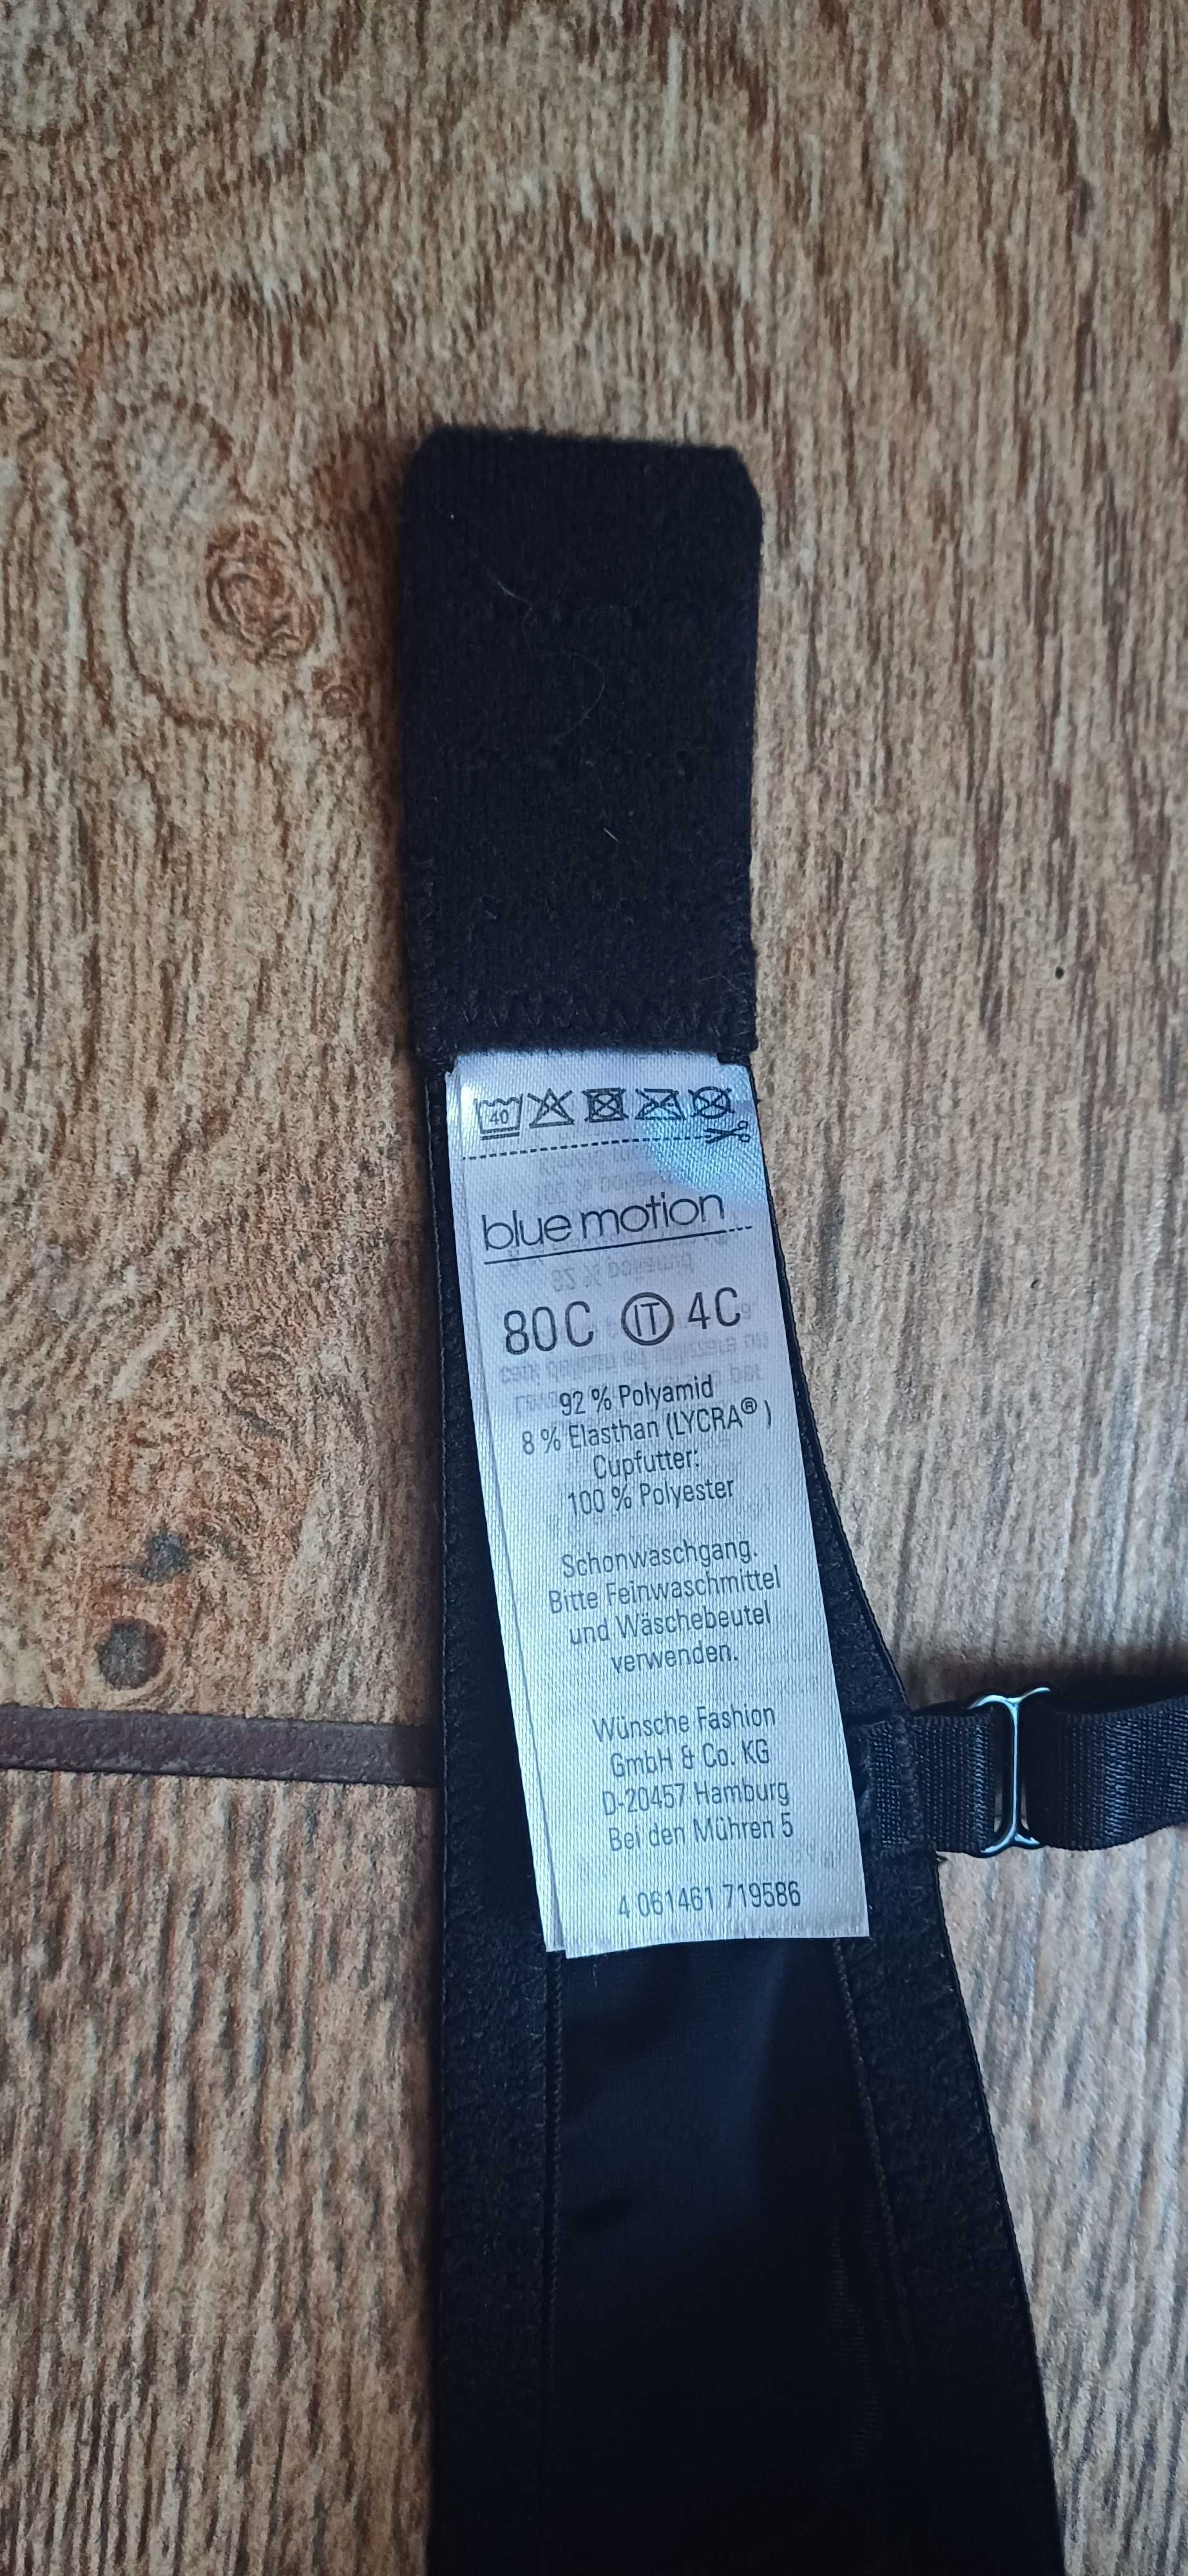 40
blue motion
80C IT 4C
92 % Polyamid
8 % Elasthan (LYCRA® )
Cupfutter:
100 % Polyester
Schonwaschgang.
Bitte Feinwaschmittel
und Wäschebeutel
verwenden.
Wünsche Fashion
GmbH & Co. KG
D-20457 Hamburg
Bei den Mühren 5
4 061461 719586